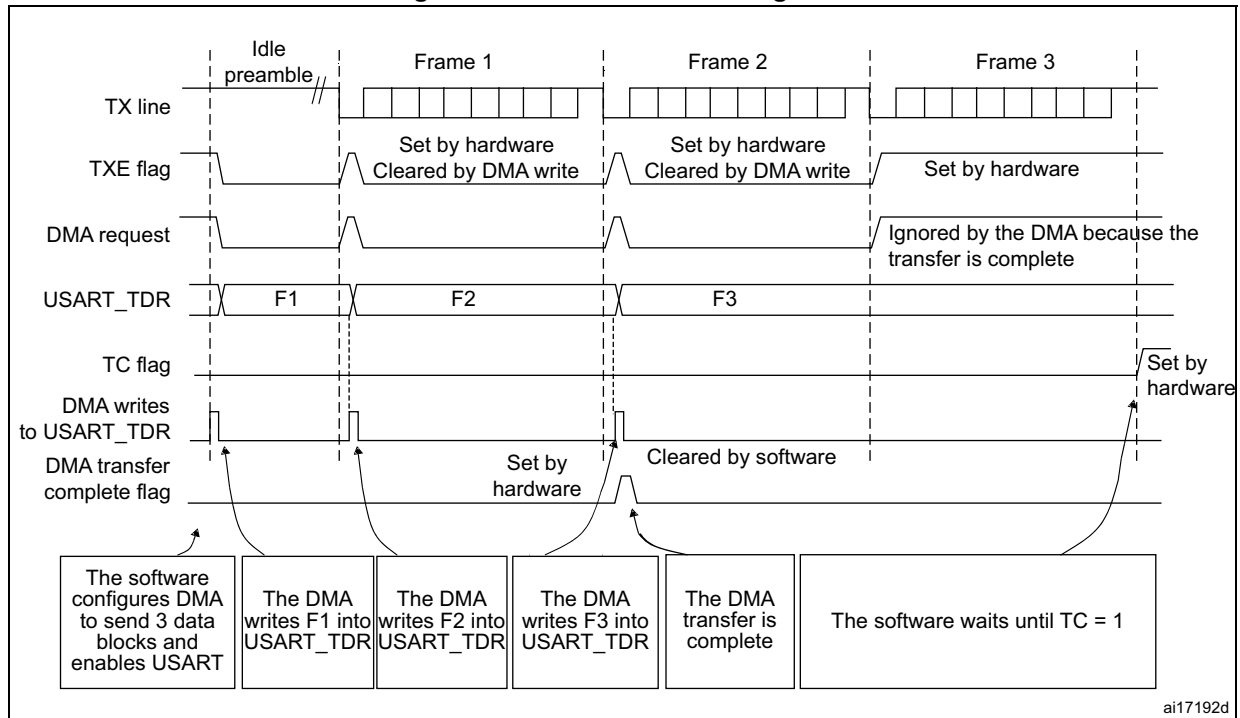 Idle
preamble
Frame 1
Frame 2
Frame 3
TX line
TXE flag
Set by hardware
Cleared by DMA write
Set by hardware
Cleared by DMA write
Set by hardware
DMA request
Ignored by the DMA because the
transfer is complete
USART_TDR
F1
F2
F3
TC flag
Set by
hardware
DMA writes
to USART_TDR
DMA transfer
complete flag
Set by
hardware
Cleared by software
The software
configures DMA
to send 3 data
blocks and
enables USART
The DMA
writes F1 into
USART_TDR
The DMA
writes F2 into
USART_TDR
The DMA
writes F3 into
USART_TDR
The DMA
transfer is
complete
The software waits until TC = 1
ai17192d